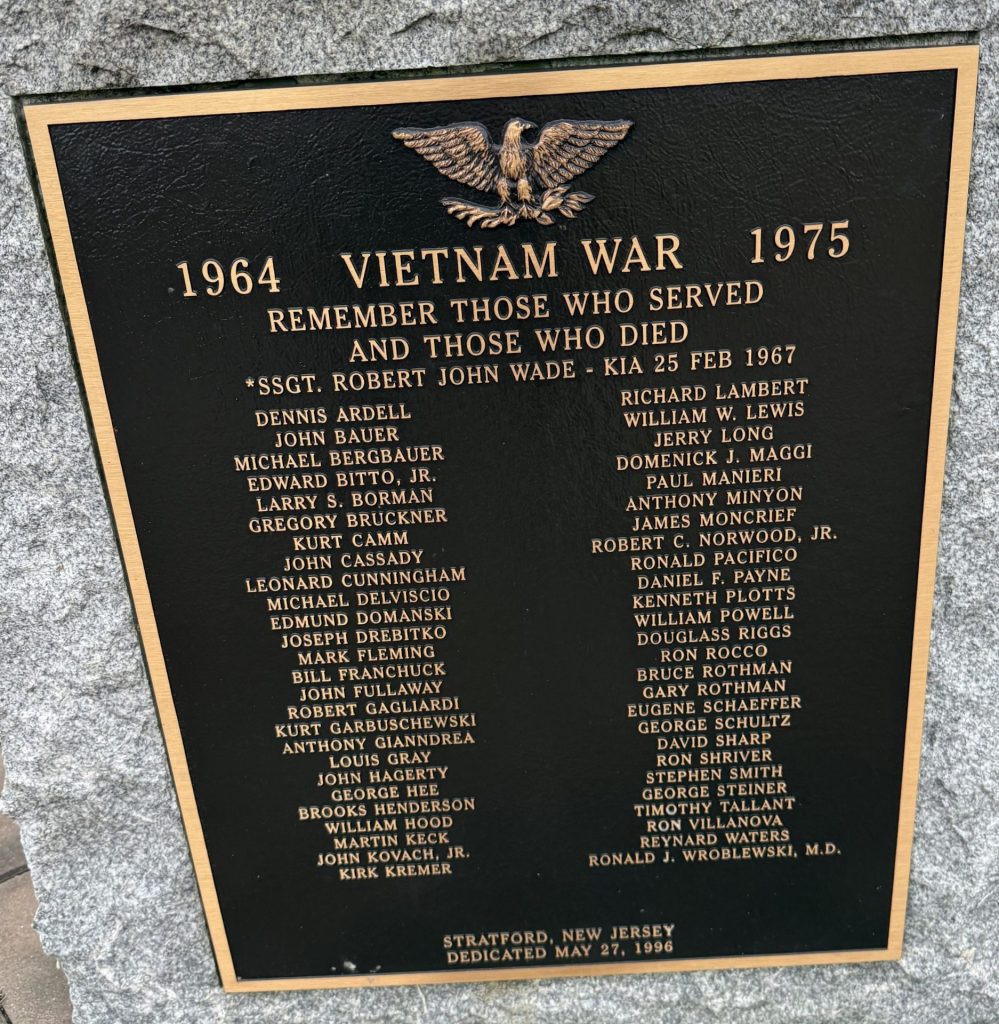 1964 VIETNAM WAR 1975
REMEMBER THOSE WHO SERVED
AND THOSE WHO DIED
*SSGT. ROBERT JOHN WADE - KIA 25 FEB 1967
DENNIS ARDELL
JOHN BAUER
MICHAEL BERGBAUER
EDWARD BITTO, JR.
LARRY S. BORMAN
GREGORY BRUCKNER
KURT CAMM
JOHN CASSADY
LEONARD CUNNINGHAM
MICHAEL DELVISCIO
EDMUND DOMANSKI
JOSEPH DREBITKO
MARK FLEMING
BILL FRANCHUCK
JOHN FULLAWAY
ROBERT GAGLIARDI
KURT GARBUSCHEWSKI
ANTHONY GIANNDREA
LOUIS GRAY
JOHN HAGERTY
GEORGE HEE
BROOKS HENDERSON
WILLIAM HOOD
MARTIN KECK
JOHN KOVACH, JR.
KIRK KREMER
RICHARD LAMBERT
WILLIAM W. LEWIS
JERRY LONG
DOMENICK J. MAGGI
PAUL MANIERI
ANTHONY MINYON
JAMES MONCRIEF
ROBERT C. NORWOOD, JR.
RONALD PACIFICO
DANIEL F. PAYNE
KENNETH PLOTTS
WILLIAM POWELL
DOUGLASS RIGGS
RON ROCCO
BRUCE ROTHMAN
GARY ROTHMAN
EUGENE SCHAEFFER
GEORGE SCHULTZ
DAVID SHARP
RON SHRIVER
STEPHEN SMITH
GEORGE STEINER
TIMOTHY TALLANT
RON VILLANOVA
REYNARD WATERS
RONALD J. WROBLEWSKI, M.D.
STRATFORD, NEW JERSEY
DEDICATED MAY 27, 1996